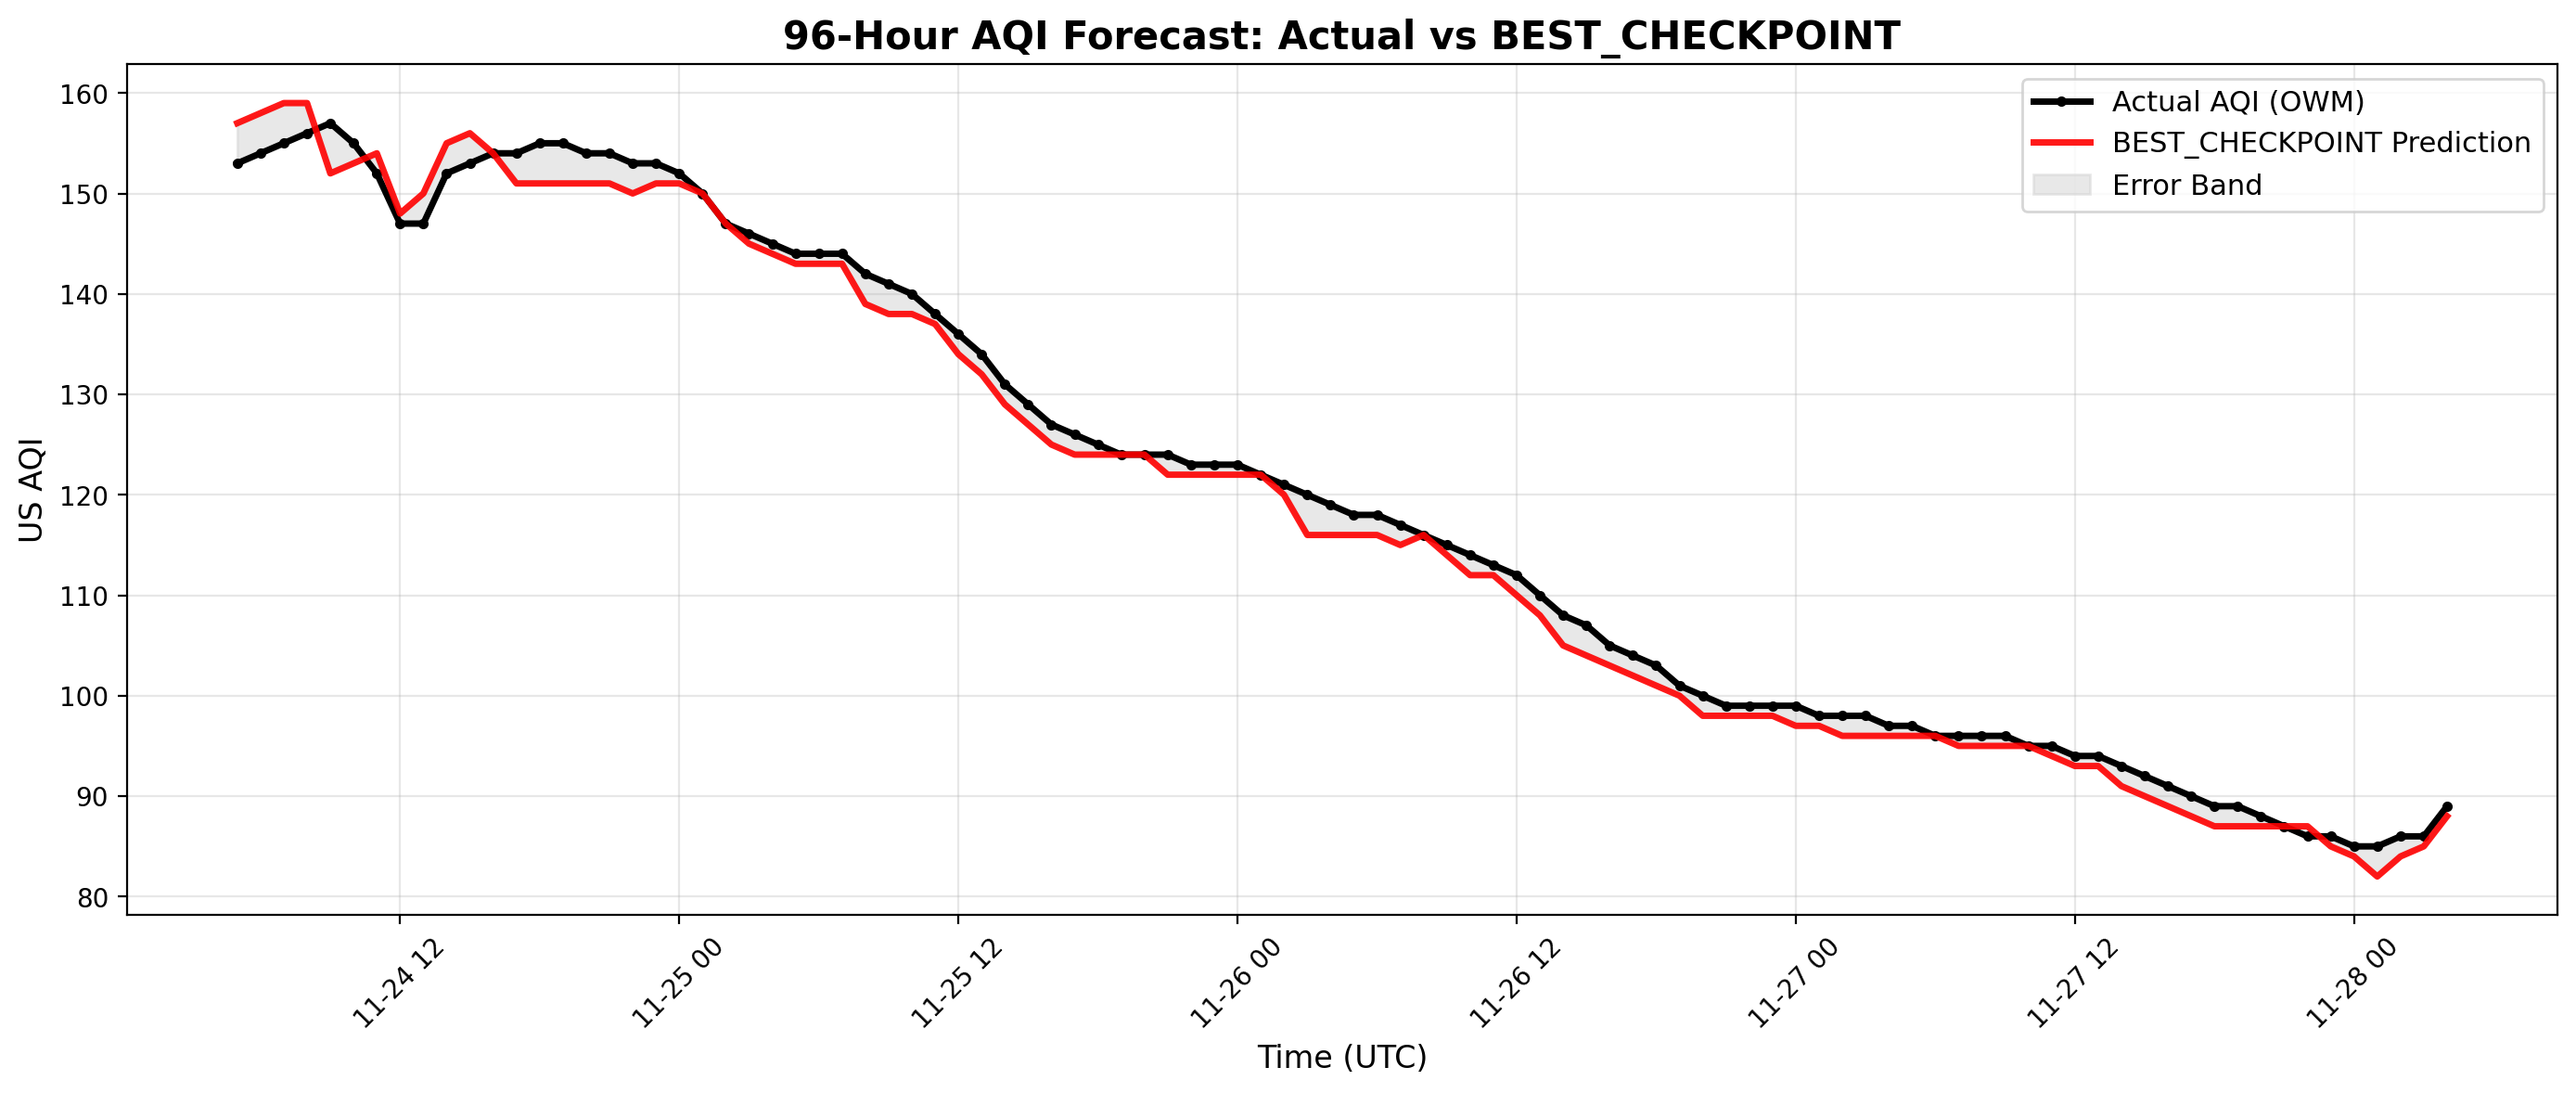 96-Hour AQI Forecast: Actual vs BEST_CHECKPOINT
Actual AQI (OWM)
BEST_CHECKPOINT Prediction
Error Band
US AQI
160
150
140
130
120
110
100
90
80
11-24 12
11-25 00
11-25 12
11-26 00
11-26 12
11-27 00
11-27 12
11-28 00
Time (UTC)